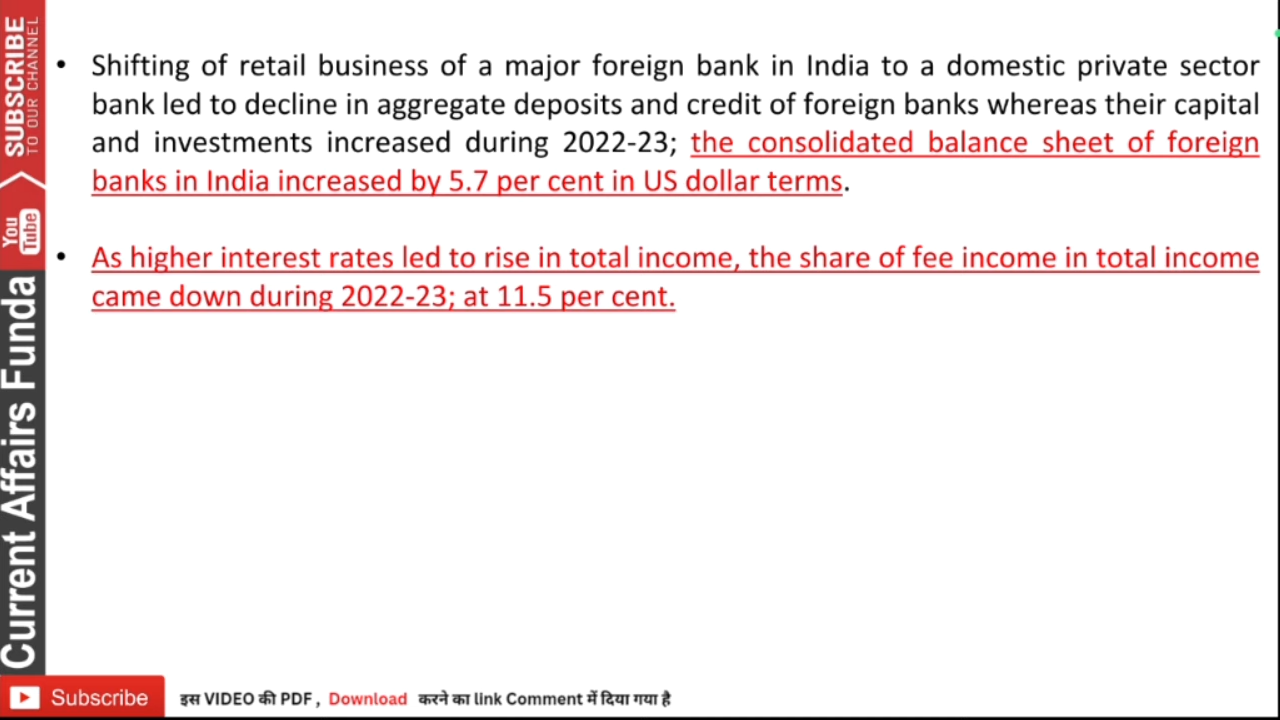 • Shifting of retail business of a major foreign bank in India to a domestic private sector
bank led to decline in aggregate deposits and credit of foreign banks whereas their capital
and investments increased during 2022-23; the consolidated balance sheet of foreign
banks in India increased by 5.7 per cent in US dollar terms.
• As higher interest rates led to rise in total income, the share of fee income in total income
came down during 2022-23; at 11.5 per cent.
SUBSCRIBE
TO OUR CHANNEL
You
Tube
Current Affairs Funda
Subscribe
इस VIDEO की PDF , Download करने का link Comment में दिया गया है